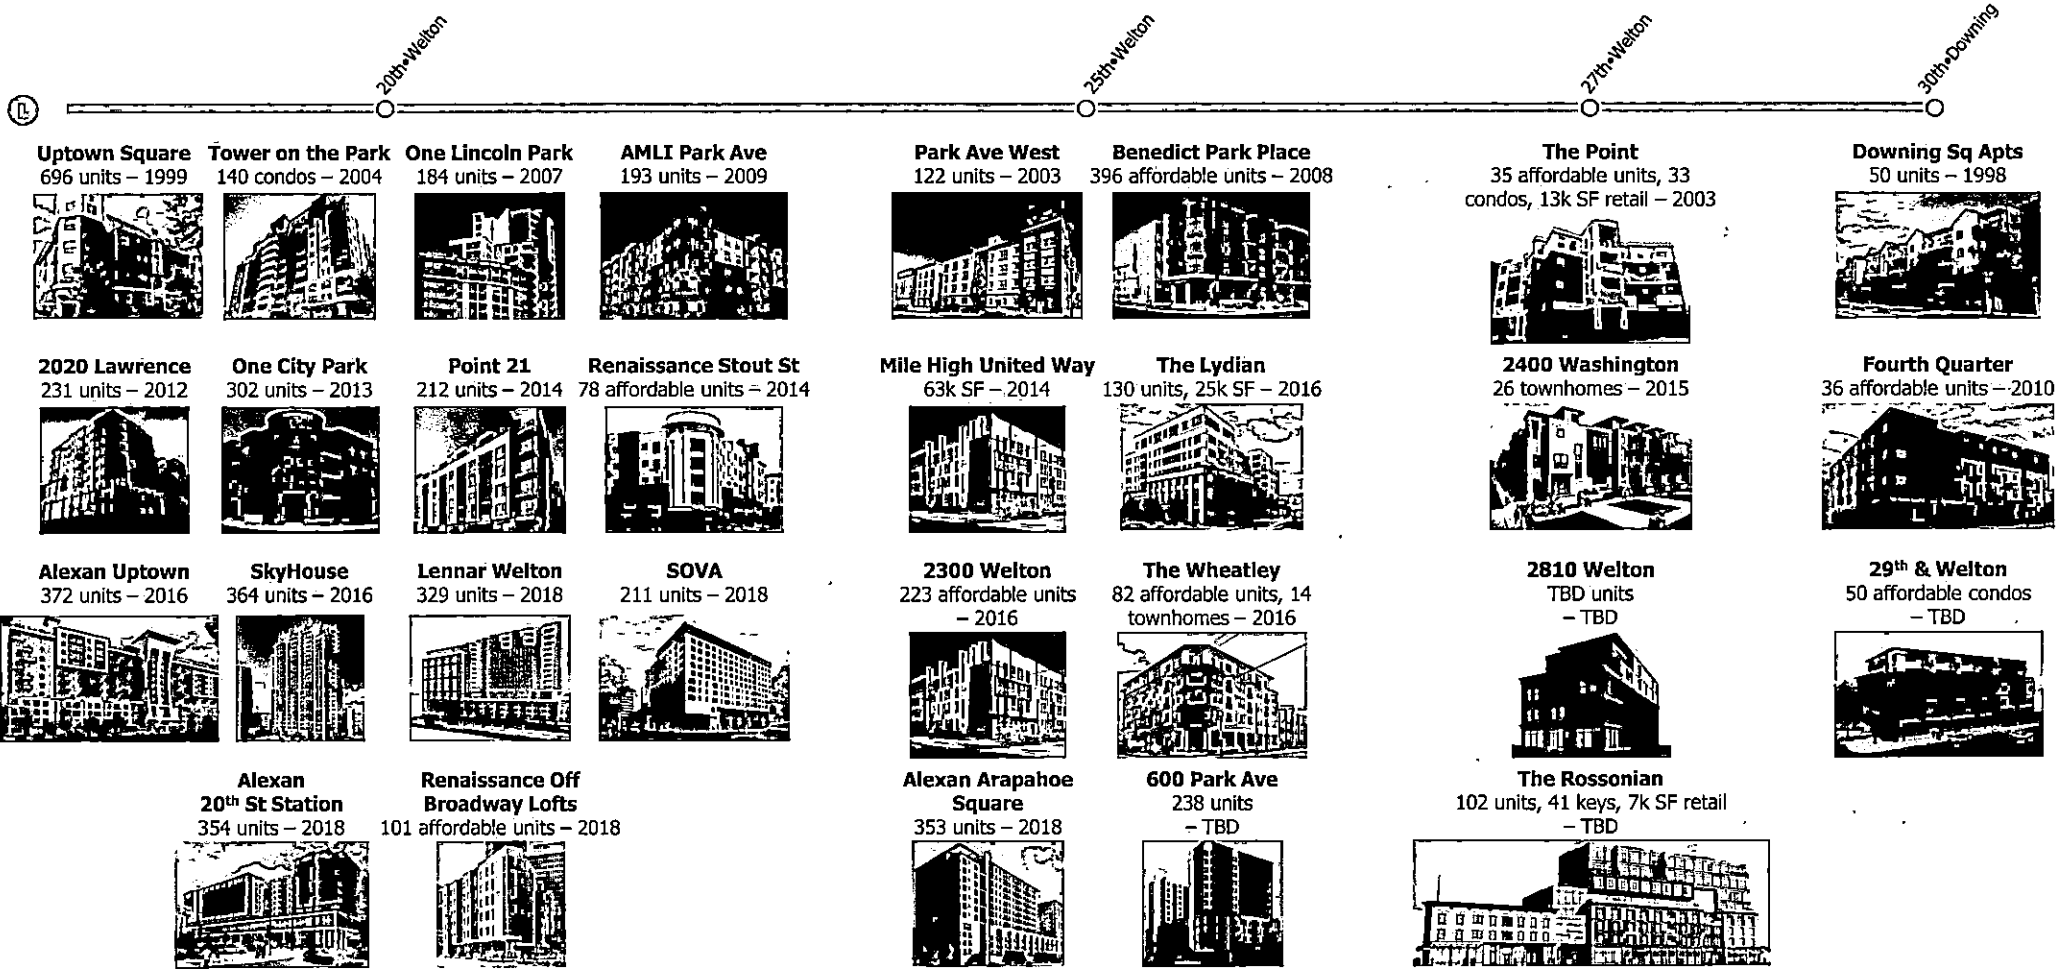 20th•Welton
25th•Welton
27th•Welton
30th•Downing
L
Uptown Square
696 units – 1999
Tower on the Park
140 condos – 2004
One Lincoln Park
184 units – 2007
AMLI Park Ave
193 units – 2009
Park Ave West
122 units – 2003
Benedict Park Place
396 affordable units – 2008
The Point
35 affordable units, 33
condos, 13k SF retail – 2003
Downing Sq Apts
50 units – 1998
2020 Lawrence
231 units – 2012
One City Park
302 units – 2013
Point 21
212 units – 2014
Renaissance Stout St
78 affordable units – 2014
Mile High United Way
63k SF – 2014
The Lydian
130 units, 25k SF – 2016
2400 Washington
26 townhomes – 2015
Fourth Quarter
36 affordable units – 2010
Alexan Uptown
372 units – 2016
SkyHouse
364 units – 2016
Lennar Welton
329 units – 2018
SOVA
211 units – 2018
2300 Welton
223 affordable units
– 2016
The Wheatley
82 affordable units, 14
townhomes – 2016
2810 Welton
TBD units
– TBD
29th & Welton
50 affordable condos
– TBD
Alexan
20th St Station
354 units – 2018
Renaissance Off
Broadway Lofts
101 affordable units – 2018
Alexan Arapahoe
Square
353 units – 2018
600 Park Ave
238 units
– TBD
The Rossonian
102 units, 41 keys, 7k SF retail
– TBD